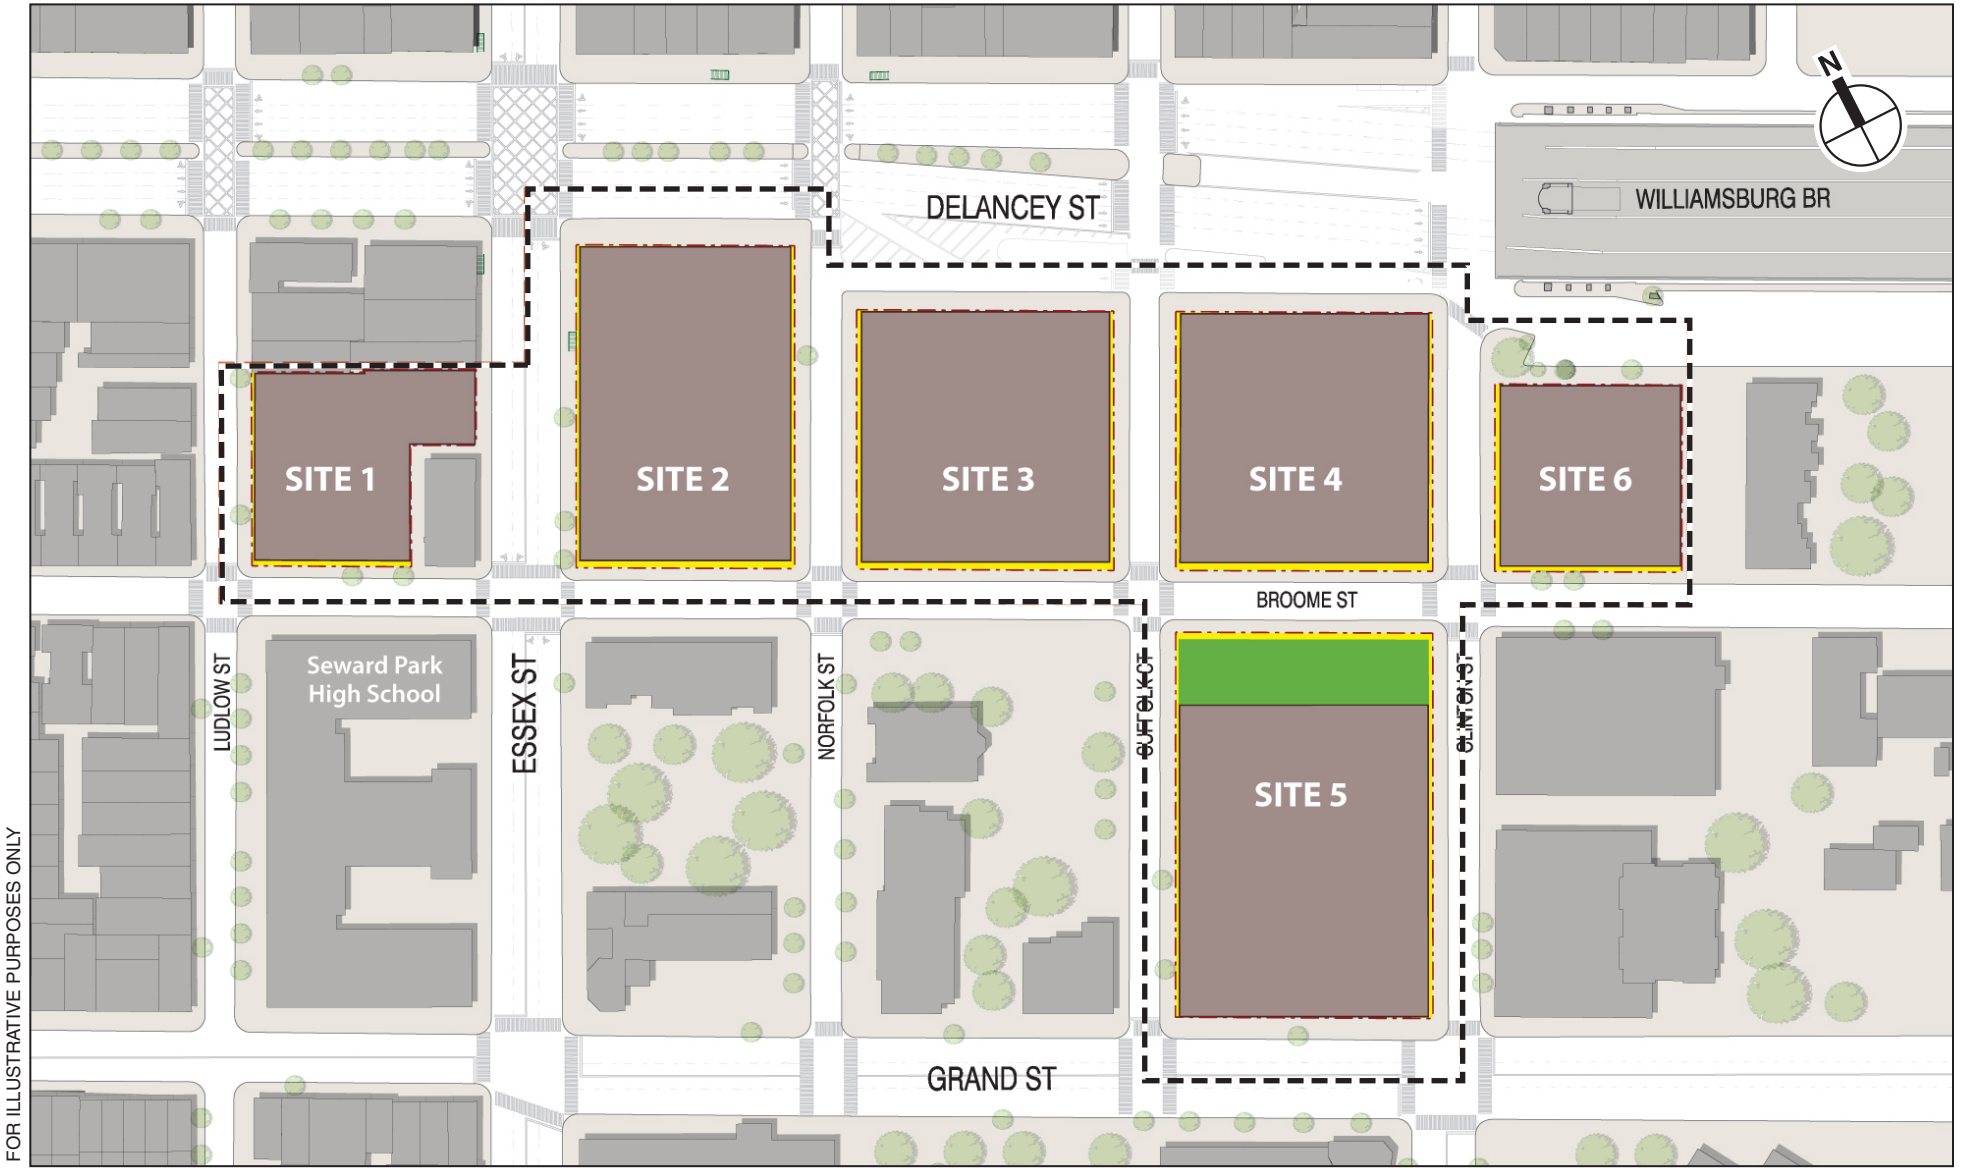 N
DELANCEY ST
WILLIAMSBURG BR
SITE 1
SITE 2
SITE 3
SITE 4
SITE 6
BROOME ST
Seward Park
High School
LUDLOW ST
ESSEX ST
NORFOLK ST
SUFFOLK CT
CLINTON ST
SITE 5
GRAND ST
FOR ILLUSTRATIVE PURPOSES ONLY